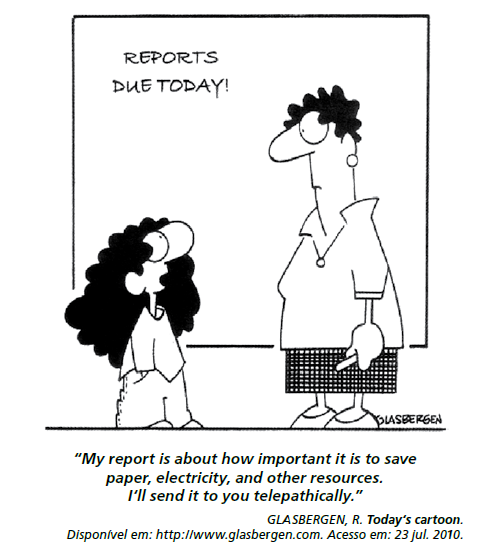 REPORTS
DUE TODAY!
GLASBERGEN
“My report is about how important it is to save
paper, electricity, and other resources.
I’ll send it to you telepathically.”
GLASBERGEN, R. Today’s cartoon.
Disponível em: http://www.glasbergen.com. Acesso em: 23 jul. 2010.